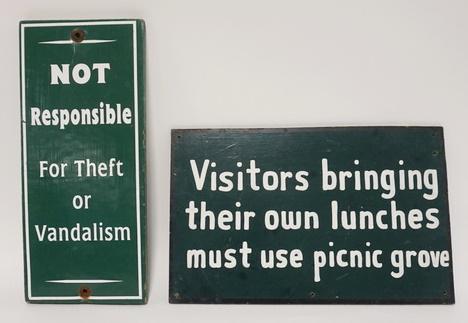 NOT
Responsible
For Theft
or
Vandalism
Visitors bringing
their own lunches
must use picnic grove